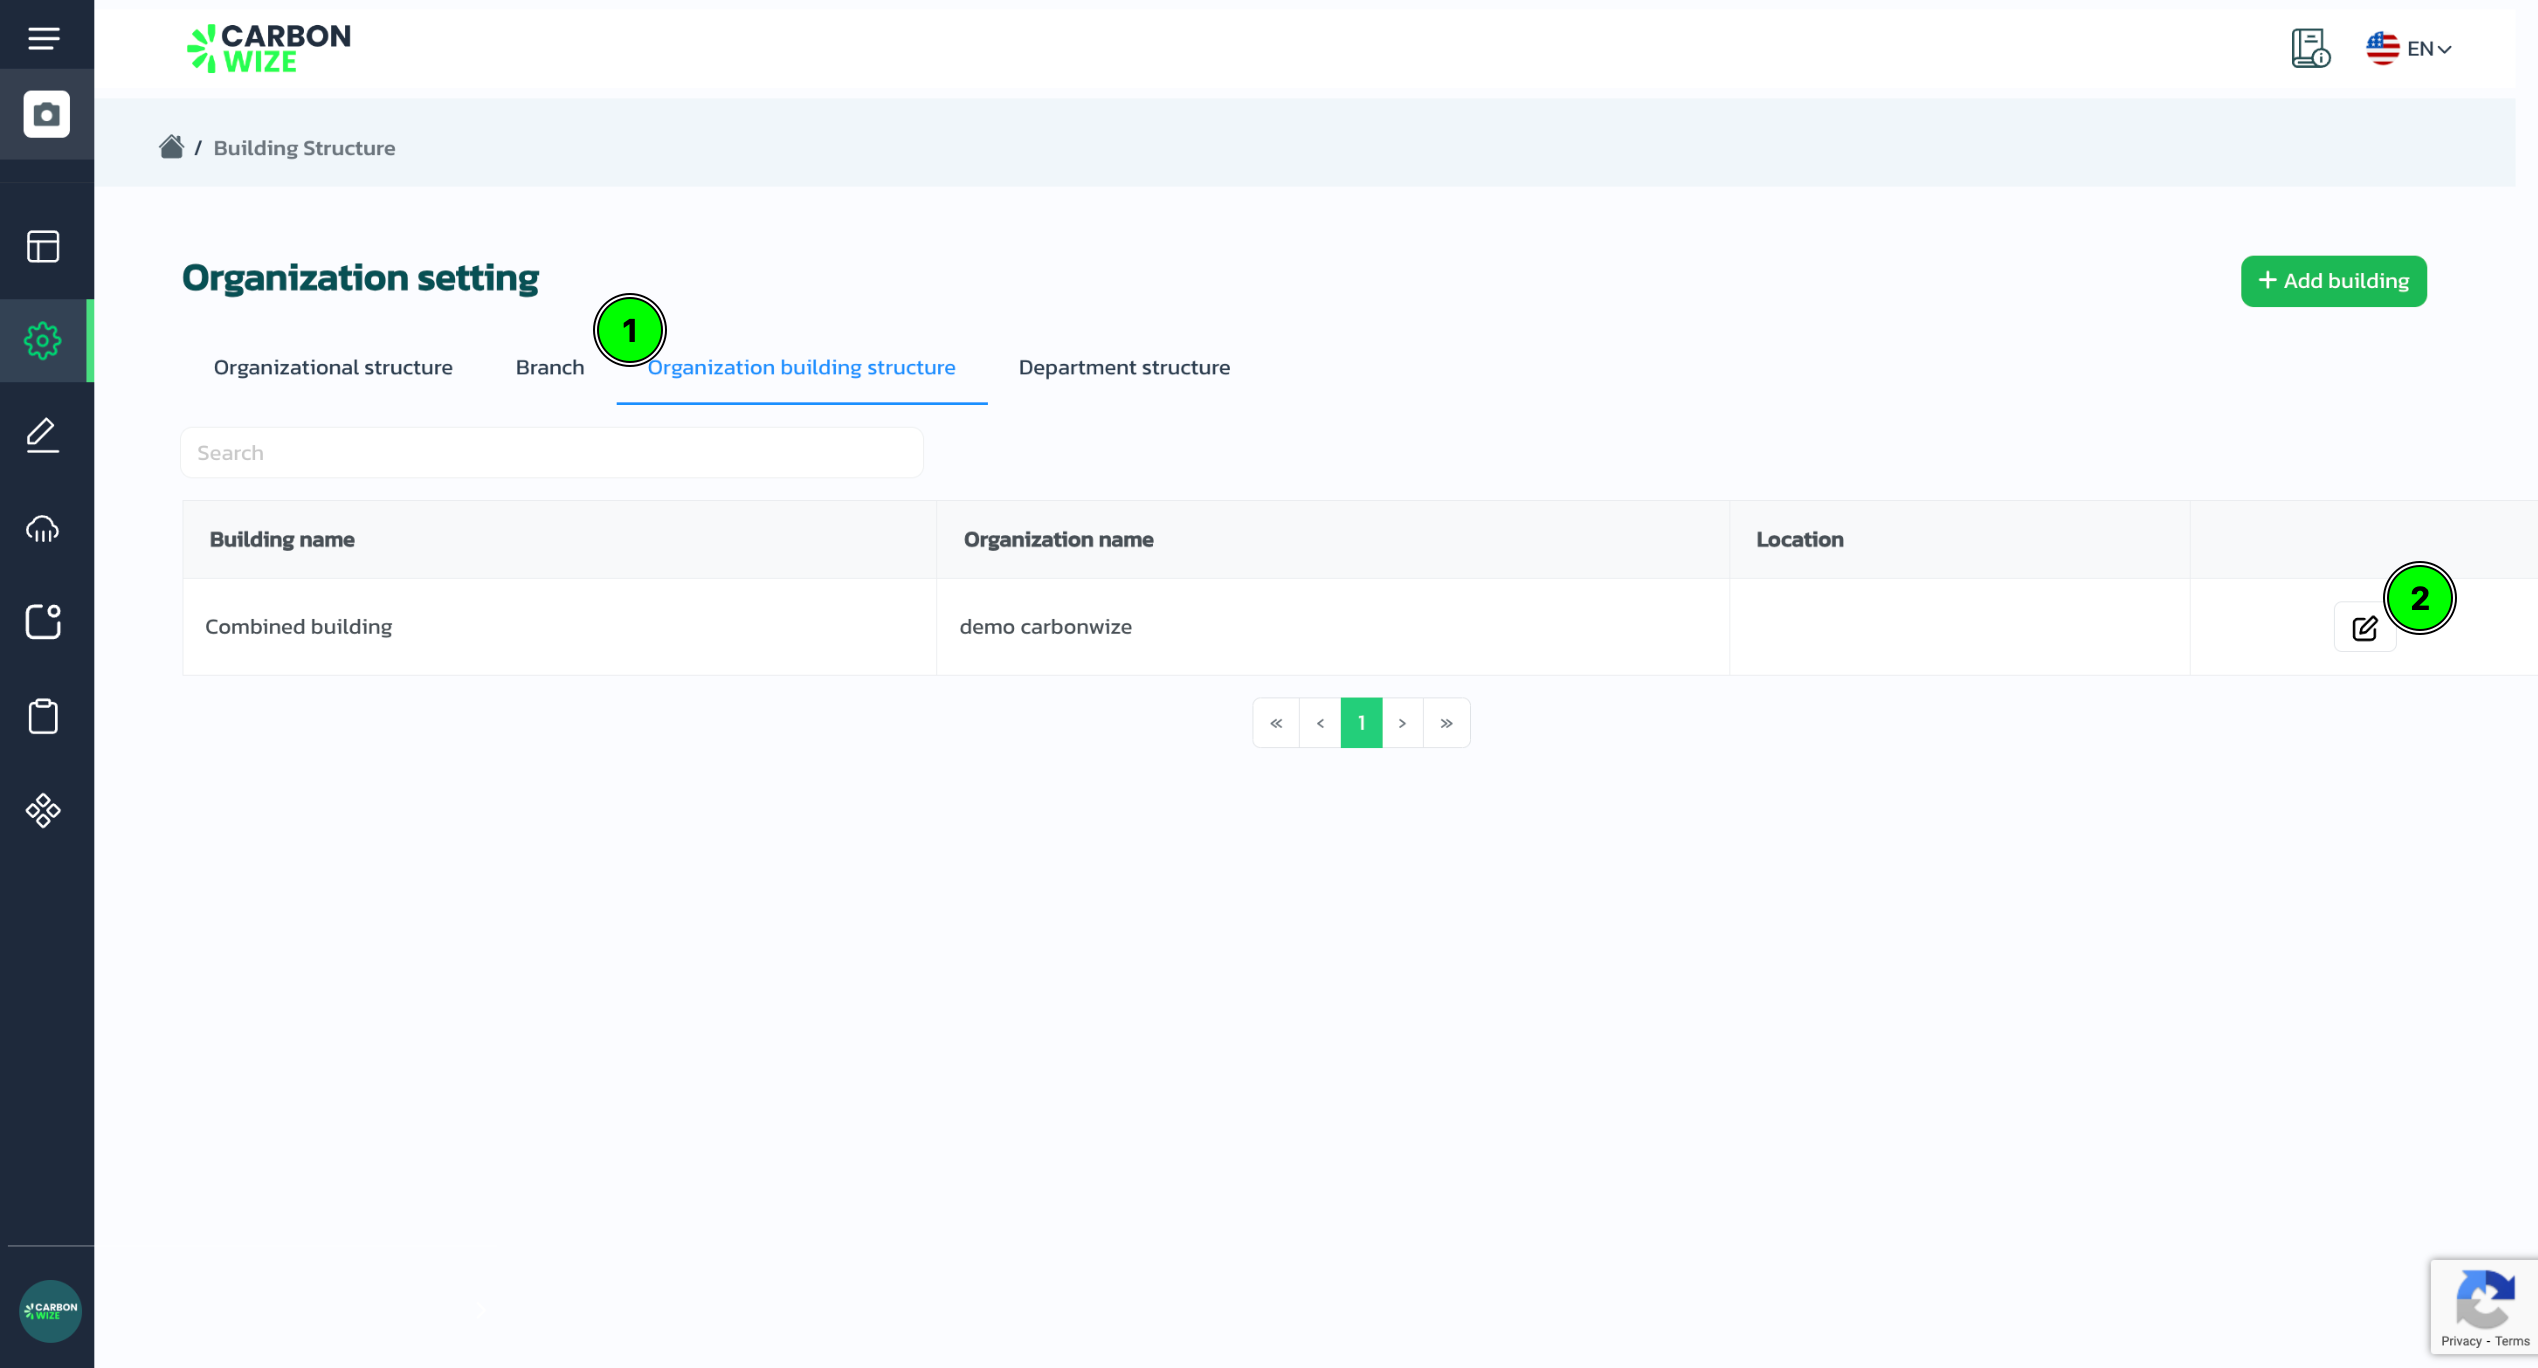 CARBON
WIZE
EN
/ Building Structure
Organization setting
+ Add building
1
Organizational structure Branch Organization building structure Department structure
Search
Building name Organization name Location
Combined building demo carbonwize
2
« ‹ 1 › »
CARBON
WIZE
Privacy - Terms